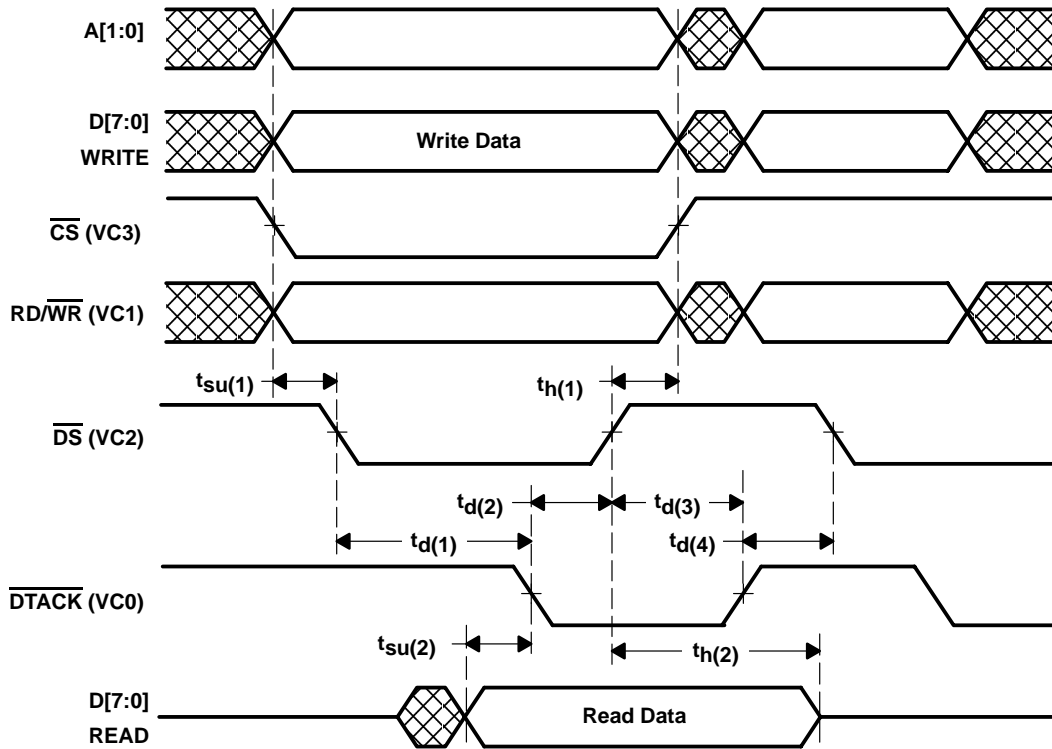 A[1:0]
D[7:0]
WRITE
Write Data
CS (VC3)
RD/WR (VC1)
tsu(1)
th(1)
DS (VC2)
td(2)
td(3)
td(1)
td(4)
DTACK (VC0)
tsu(2)
th(2)
D[7:0]
READ
Read Data